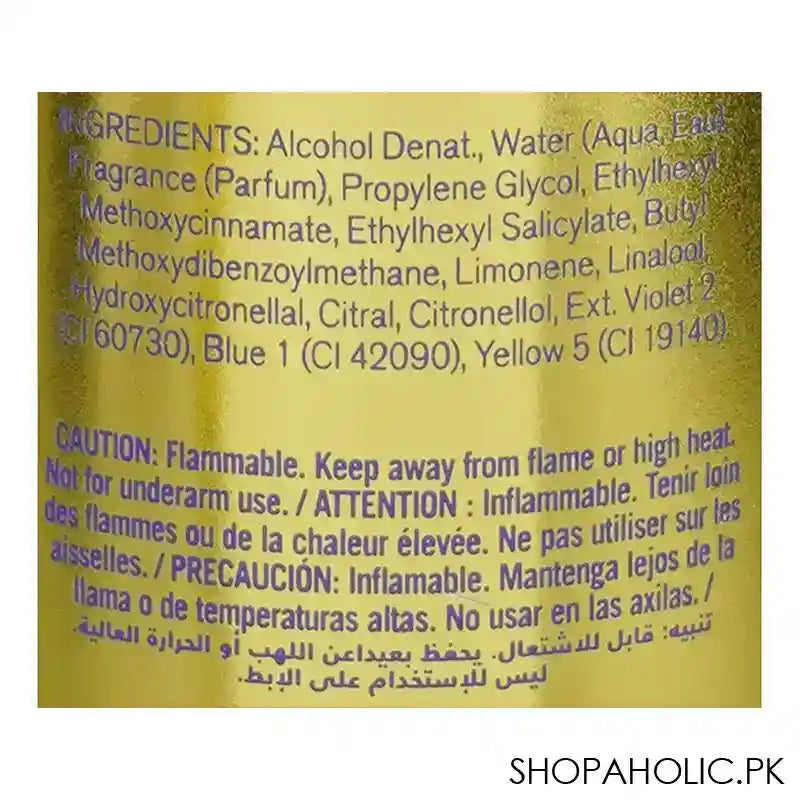 INGREDIENTS: Alcohol Denat., Water (Aqua, Eau),
Fragrance (Parfum), Propylene Glycol, Ethylhexyl
Methoxycinnamate, Ethylhexyl Salicylate, Butyl
Methoxydibenzoylmethane, Limonene, Linalool,
Hydroxycitronellal, Citral, Citronellol, Ext. Violet 2
(CI 60730), Blue 1 (CI 42090), Yellow 5 (CI 19140).
CAUTION: Flammable. Keep away from flame or high heat.
Not for underarm use. / ATTENTION : Inflammable. Tenir loin
des flammes ou de la chaleur élevée. Ne pas utiliser sur les
aisselles. / PRECAUCIÓN: Inflamable. Mantenga lejos de la
llama o de temperaturas altas. No usar en las axilas. /
تنبيه: قابل للاشتعال. يحفظ بعيداعن اللهب أو الحرارة العالية.
ليس للإستخدام على الإبط.
SHOPAHOLIC.PK